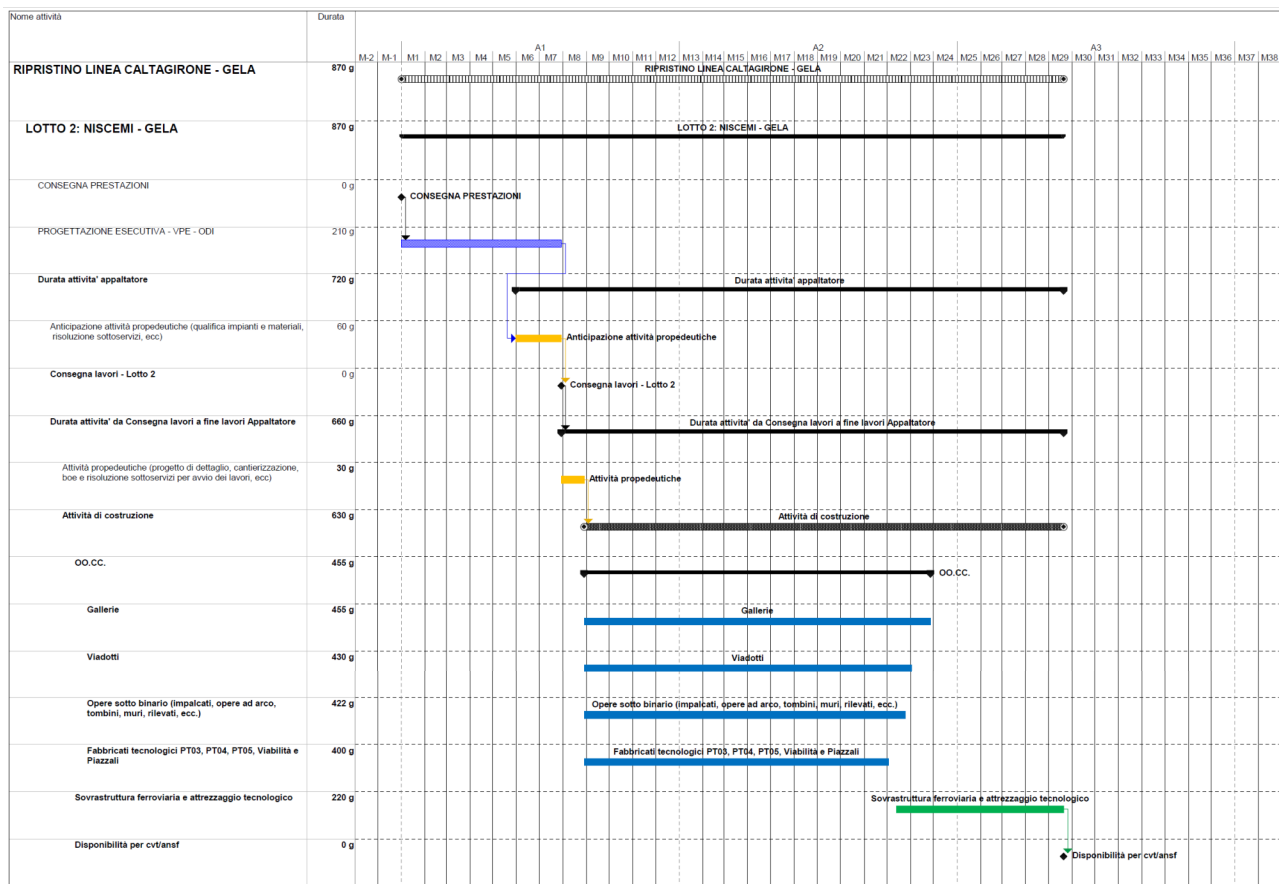 Nome attività Durata
A1 A2 A3
M-2 M-1 M1 M2 M3 M4 M5 M6 M7 M8 M9 M10 M11 M12 M13 M14 M15 M16 M17 M18 M19 M20 M21 M22 M23 M24 M25 M26 M27 M28 M29 M30 M31 M32 M33 M34 M35 M36 M37 M38
RIPRISTINO LINEA CALTAGIRONE - GELA 870 g RIPRISTINO LINEA CALTAGIRONE - GELA
LOTTO 2: NISCEMI - GELA 870 g LOTTO 2: NISCEMI - GELA
CONSEGNA PRESTAZIONI 0 g CONSEGNA PRESTAZIONI
PROGETTAZIONE ESECUTIVA - VPE - ODI 210 g
Durata attivita' appaltatore 720 g Durata attivita' appaltatore
Anticipazione attività propedeutiche (qualifica impianti e materiali, 60 g
risoluzione sottoservizi, ecc) Anticipazione attività propedeutiche
Consegna lavori - Lotto 2 0 g Consegna lavori - Lotto 2
Durata attivita' da Consegna lavori a fine lavori Appaltatore 660 g Durata attivita' da Consegna lavori a fine lavori Appaltatore
Attività propedeutiche (progetto di dettaglio, cantierizzazione, 30 g
boe e risoluzione sottoservizi per avvio dei lavori, ecc) Attività propedeutiche
Attività di costruzione 630 g Attività di costruzione
OO.CC. 455 g OO.CC.
Gallerie 455 g Gallerie
Viadotti 430 g Viadotti
Opere sotto binario (impalcati, opere ad arco, 422 g Opere sotto binario (impalcati, opere ad arco, tombini, muri, rilevati, ecc.)
tombini, muri, rilevati, ecc.)
Fabbricati tecnologici PT03, PT04, PT05, Viabilità e 400 g Fabbricati tecnologici PT03, PT04, PT05, Viabilità e Piazzali
Piazzali
Sovrastruttura ferroviaria e attrezzaggio tecnologico 220 g Sovrastruttura ferroviaria e attrezzaggio tecnologico
Disponibilità per cvt/ansf 0 g Disponibilità per cvt/ansf